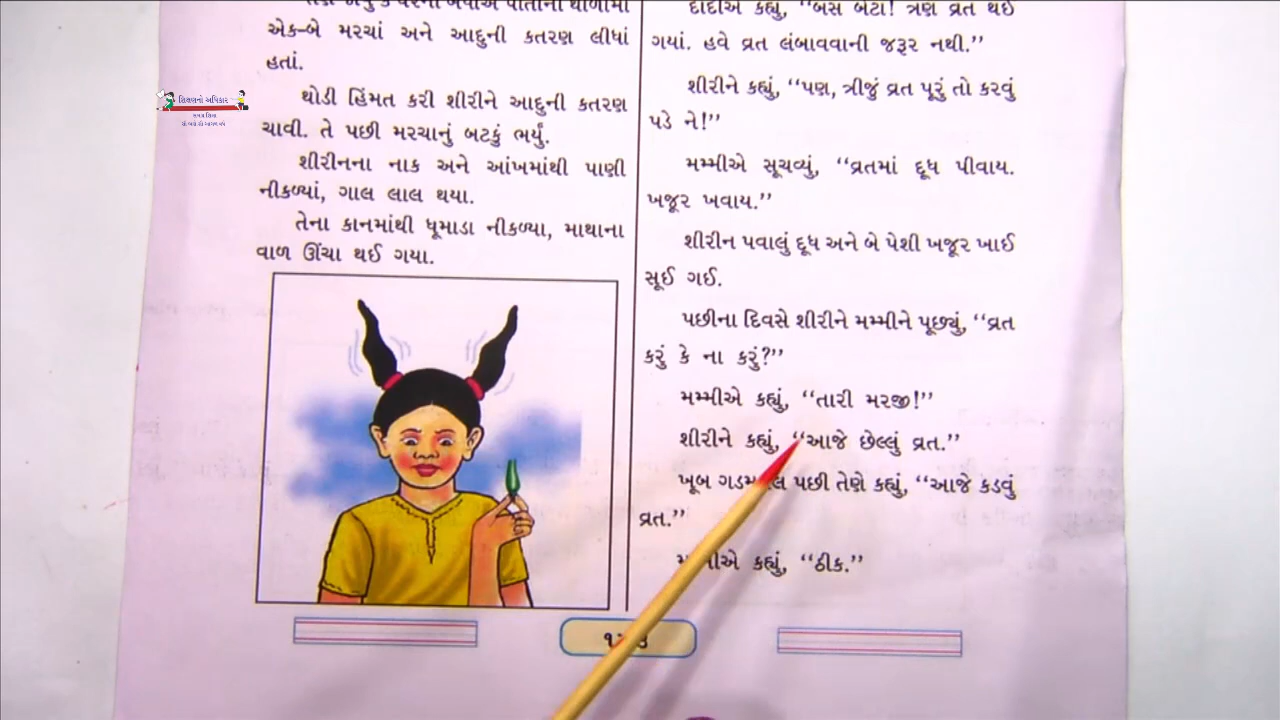 એક-બે મરચાં અને આદુની કતરણ લીધાં
હતાં.
થોડી હિંમત કરી શીરીને આદુની કતરણ
ચાવી. તે પછી મરચાનું બટકું ભર્યું.
શીરીનના નાક અને આંખમાંથી પાણી
નીકળ્યાં, ગાલ લાલ થયા.
તેના કાનમાંથી ધૂમાડા નીકળ્યા, માથાના
વાળ ઊંચા થઈ ગયા.
દાદીએ કહ્યું, “બસ બેટા! ત્રણ વ્રત થઈ
ગયાં. હવે વ્રત લંબાવવાની જરૂર નથી.”
શીરીને કહ્યું, “પણ, ત્રીજું વ્રત પૂરું તો કરવું
પડે ને!”
મમ્મીએ સૂચવ્યું, “વ્રતમાં દૂધ પીવાય.
ખજૂર ખવાય.”
શીરીન પવાલું દૂધ અને બે પેશી ખજૂર ખાઈ
સૂઈ ગઈ.
પછીના દિવસે શીરીને મમ્મીને પૂછ્યું, “વ્રત
કરું કે ના કરું?”
મમ્મીએ કહ્યું, “તારી મરજી!”
શીરીને કહ્યું, “આજે છેલ્લું વ્રત.”
ખૂબ પછી તેણે કહ્યું, “આજે કડવું
વ્રત.”
કહ્યું, “ઠીક.”
શિક્ષણનો અધિકાર